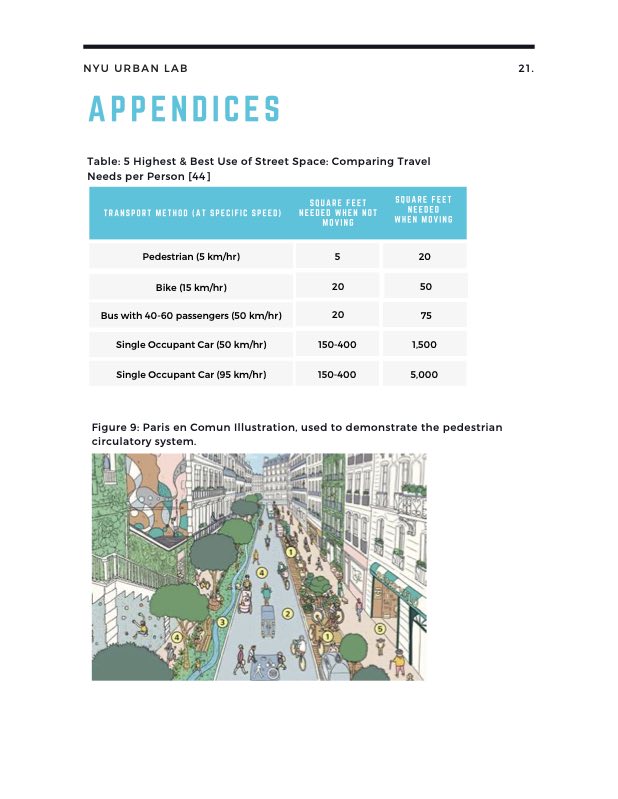 NYU URBAN LAB 21.
APPENDICES
Table: 5 Highest & Best Use of Street Space: Comparing Travel
Needs per Person [44]
TRANSPORT METHOD (AT SPECIFIC SPEED)
SQUARE FEET
NEEDED WHEN NOT
MOVING
SQUARE FEET
NEEDED
WHEN MOVING
Pedestrian (5 km/hr) 5 20
Bike (15 km/hr) 20 50
Bus with 40-60 passengers (50 km/hr) 20 75
Single Occupant Car (50 km/hr) 150-400 1,500
Single Occupant Car (95 km/hr) 150-400 5,000
Figure 9: Paris en Comun Illustration, used to demonstrate the pedestrian
circulatory system.
1
4
2
3
4
1
5